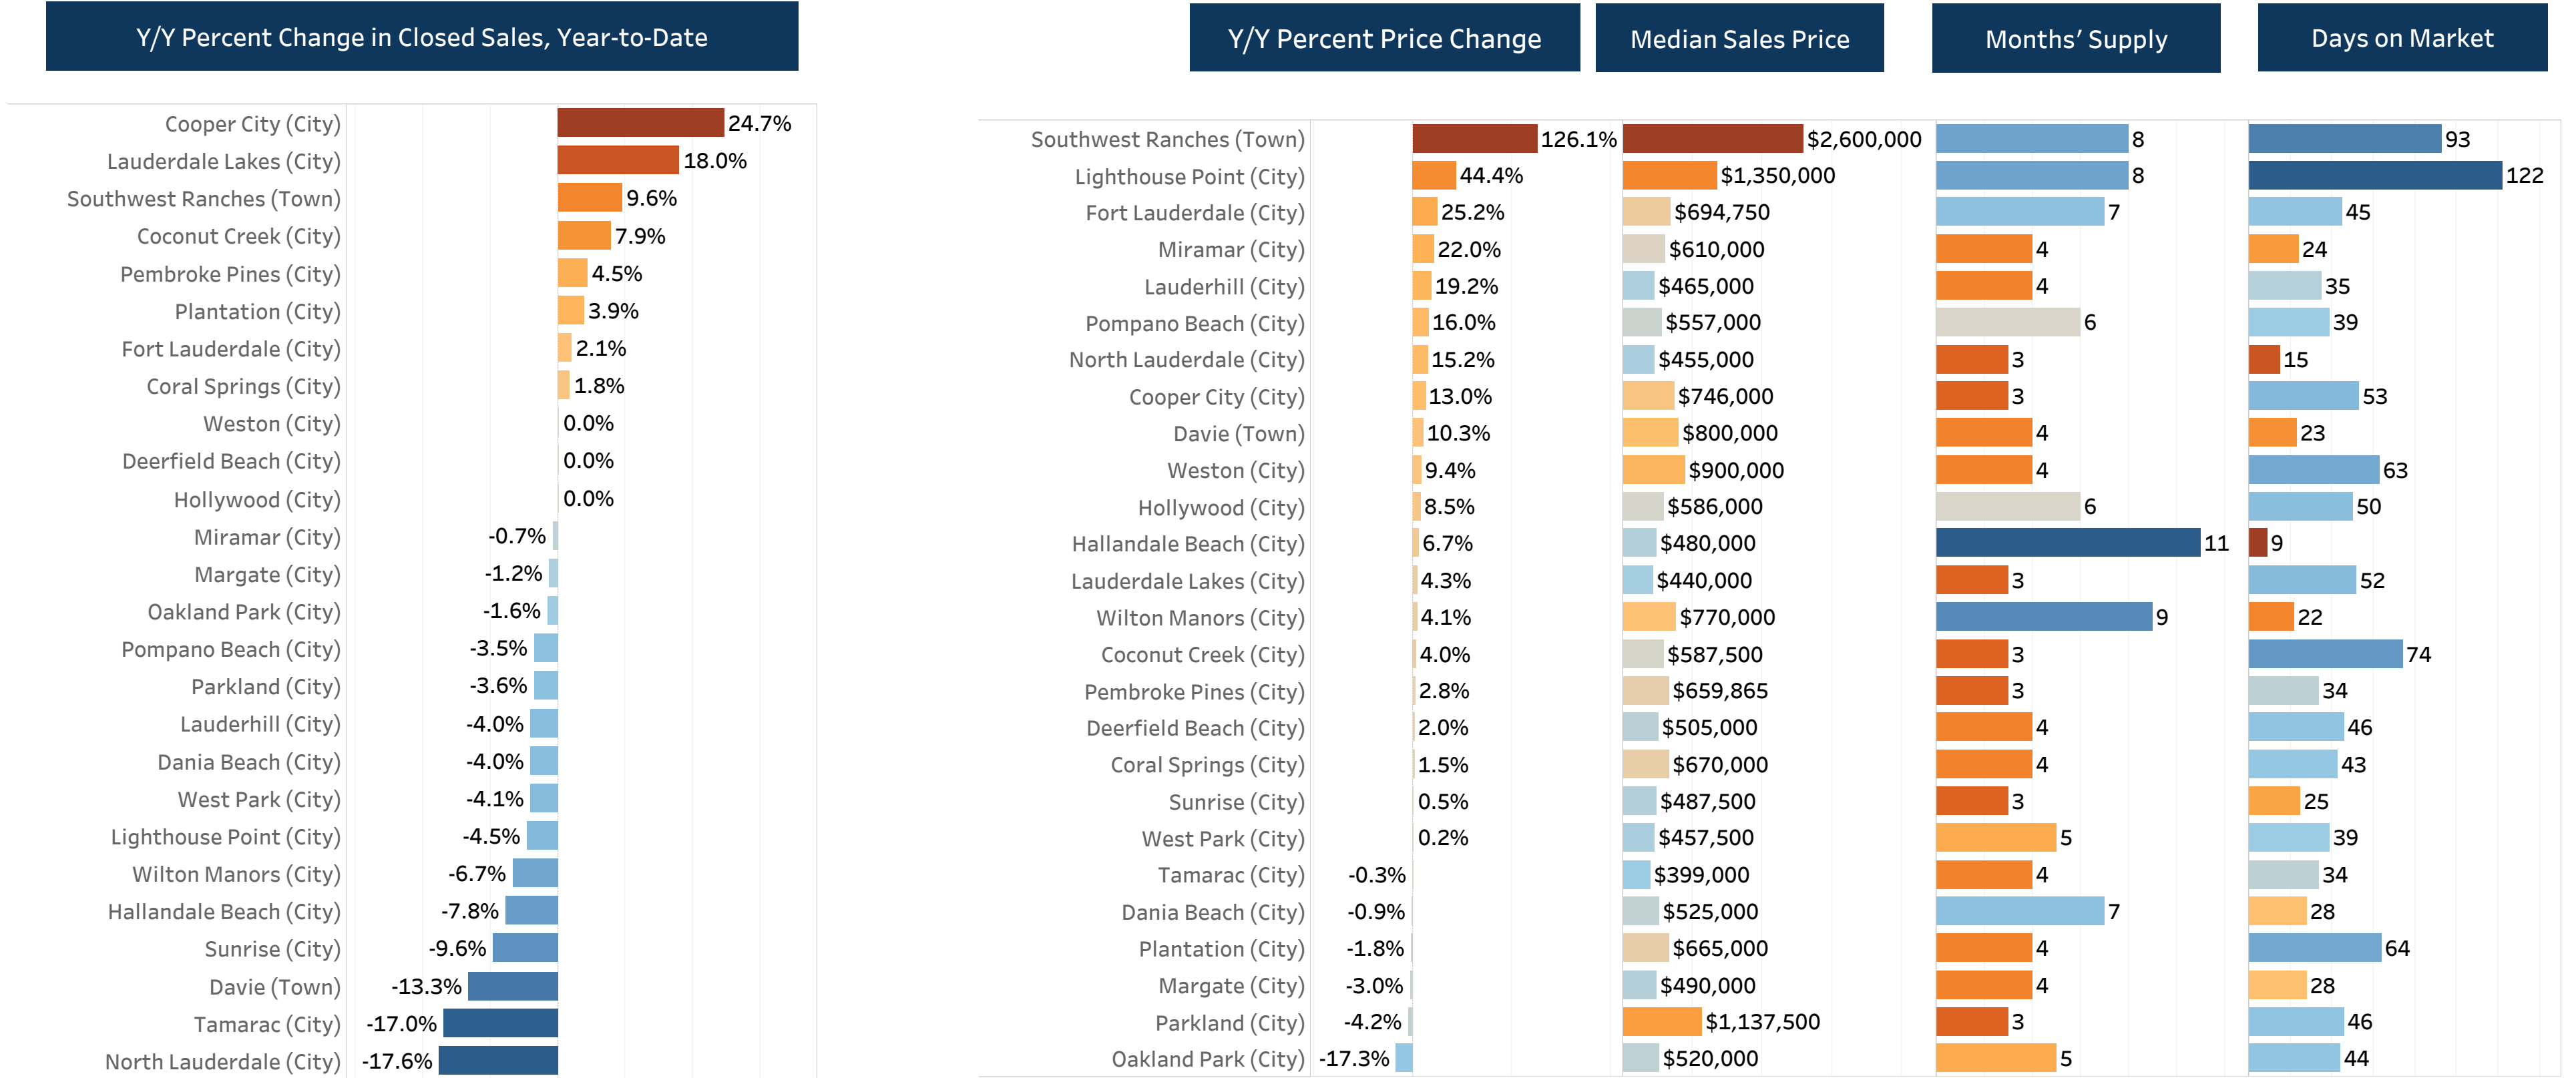 Y/Y Percent Change in Closed Sales, Year-to-Date
Cooper City (City) 24.7%
Lauderdale Lakes (City) 18.0%
Southwest Ranches (Town) 9.6%
Coconut Creek (City) 7.9%
Pembroke Pines (City) 4.5%
Plantation (City) 3.9%
Fort Lauderdale (City) 2.1%
Coral Springs (City) 1.8%
Weston (City) 0.0%
Deerfield Beach (City) 0.0%
Hollywood (City) 0.0%
Miramar (City) -0.7%
Margate (City) -1.2%
Oakland Park (City) -1.6%
Pompano Beach (City) -3.5%
Parkland (City) -3.6%
Lauderhill (City) -4.0%
Dania Beach (City) -4.0%
West Park (City) -4.1%
Lighthouse Point (City) -4.5%
Wilton Manors (City) -6.7%
Hallandale Beach (City) -7.8%
Sunrise (City) -9.6%
Davie (Town) -13.3%
Tamarac (City) -17.0%
North Lauderdale (City) -17.6%
Y/Y Percent Price Change Median Sales Price Months’ Supply Days on Market
Southwest Ranches (Town) 126.1% $2,600,000 8 93
Lighthouse Point (City) 44.4% $1,350,000 8 122
Fort Lauderdale (City) 25.2% $694,750 7 45
Miramar (City) 22.0% $610,000 4 24
Lauderhill (City) 19.2% $465,000 4 35
Pompano Beach (City) 16.0% $557,000 6 39
North Lauderdale (City) 15.2% $455,000 3 15
Cooper City (City) 13.0% $746,000 3 53
Davie (Town) 10.3% $800,000 4 23
Weston (City) 9.4% $900,000 4 63
Hollywood (City) 8.5% $586,000 6 50
Hallandale Beach (City) 6.7% $480,000 11 9
Lauderdale Lakes (City) 4.3% $440,000 3 52
Wilton Manors (City) 4.1% $770,000 9 22
Coconut Creek (City) 4.0% $587,500 3 74
Pembroke Pines (City) 2.8% $659,865 3 34
Deerfield Beach (City) 2.0% $505,000 4 46
Coral Springs (City) 1.5% $670,000 4 43
Sunrise (City) 0.5% $487,500 3 25
West Park (City) 0.2% $457,500 5 39
Tamarac (City) -0.3% $399,000 4 34
Dania Beach (City) -0.9% $525,000 7 28
Plantation (City) -1.8% $665,000 4 64
Margate (City) -3.0% $490,000 4 28
Parkland (City) -4.2% $1,137,500 3 46
Oakland Park (City) -17.3% $520,000 5 44